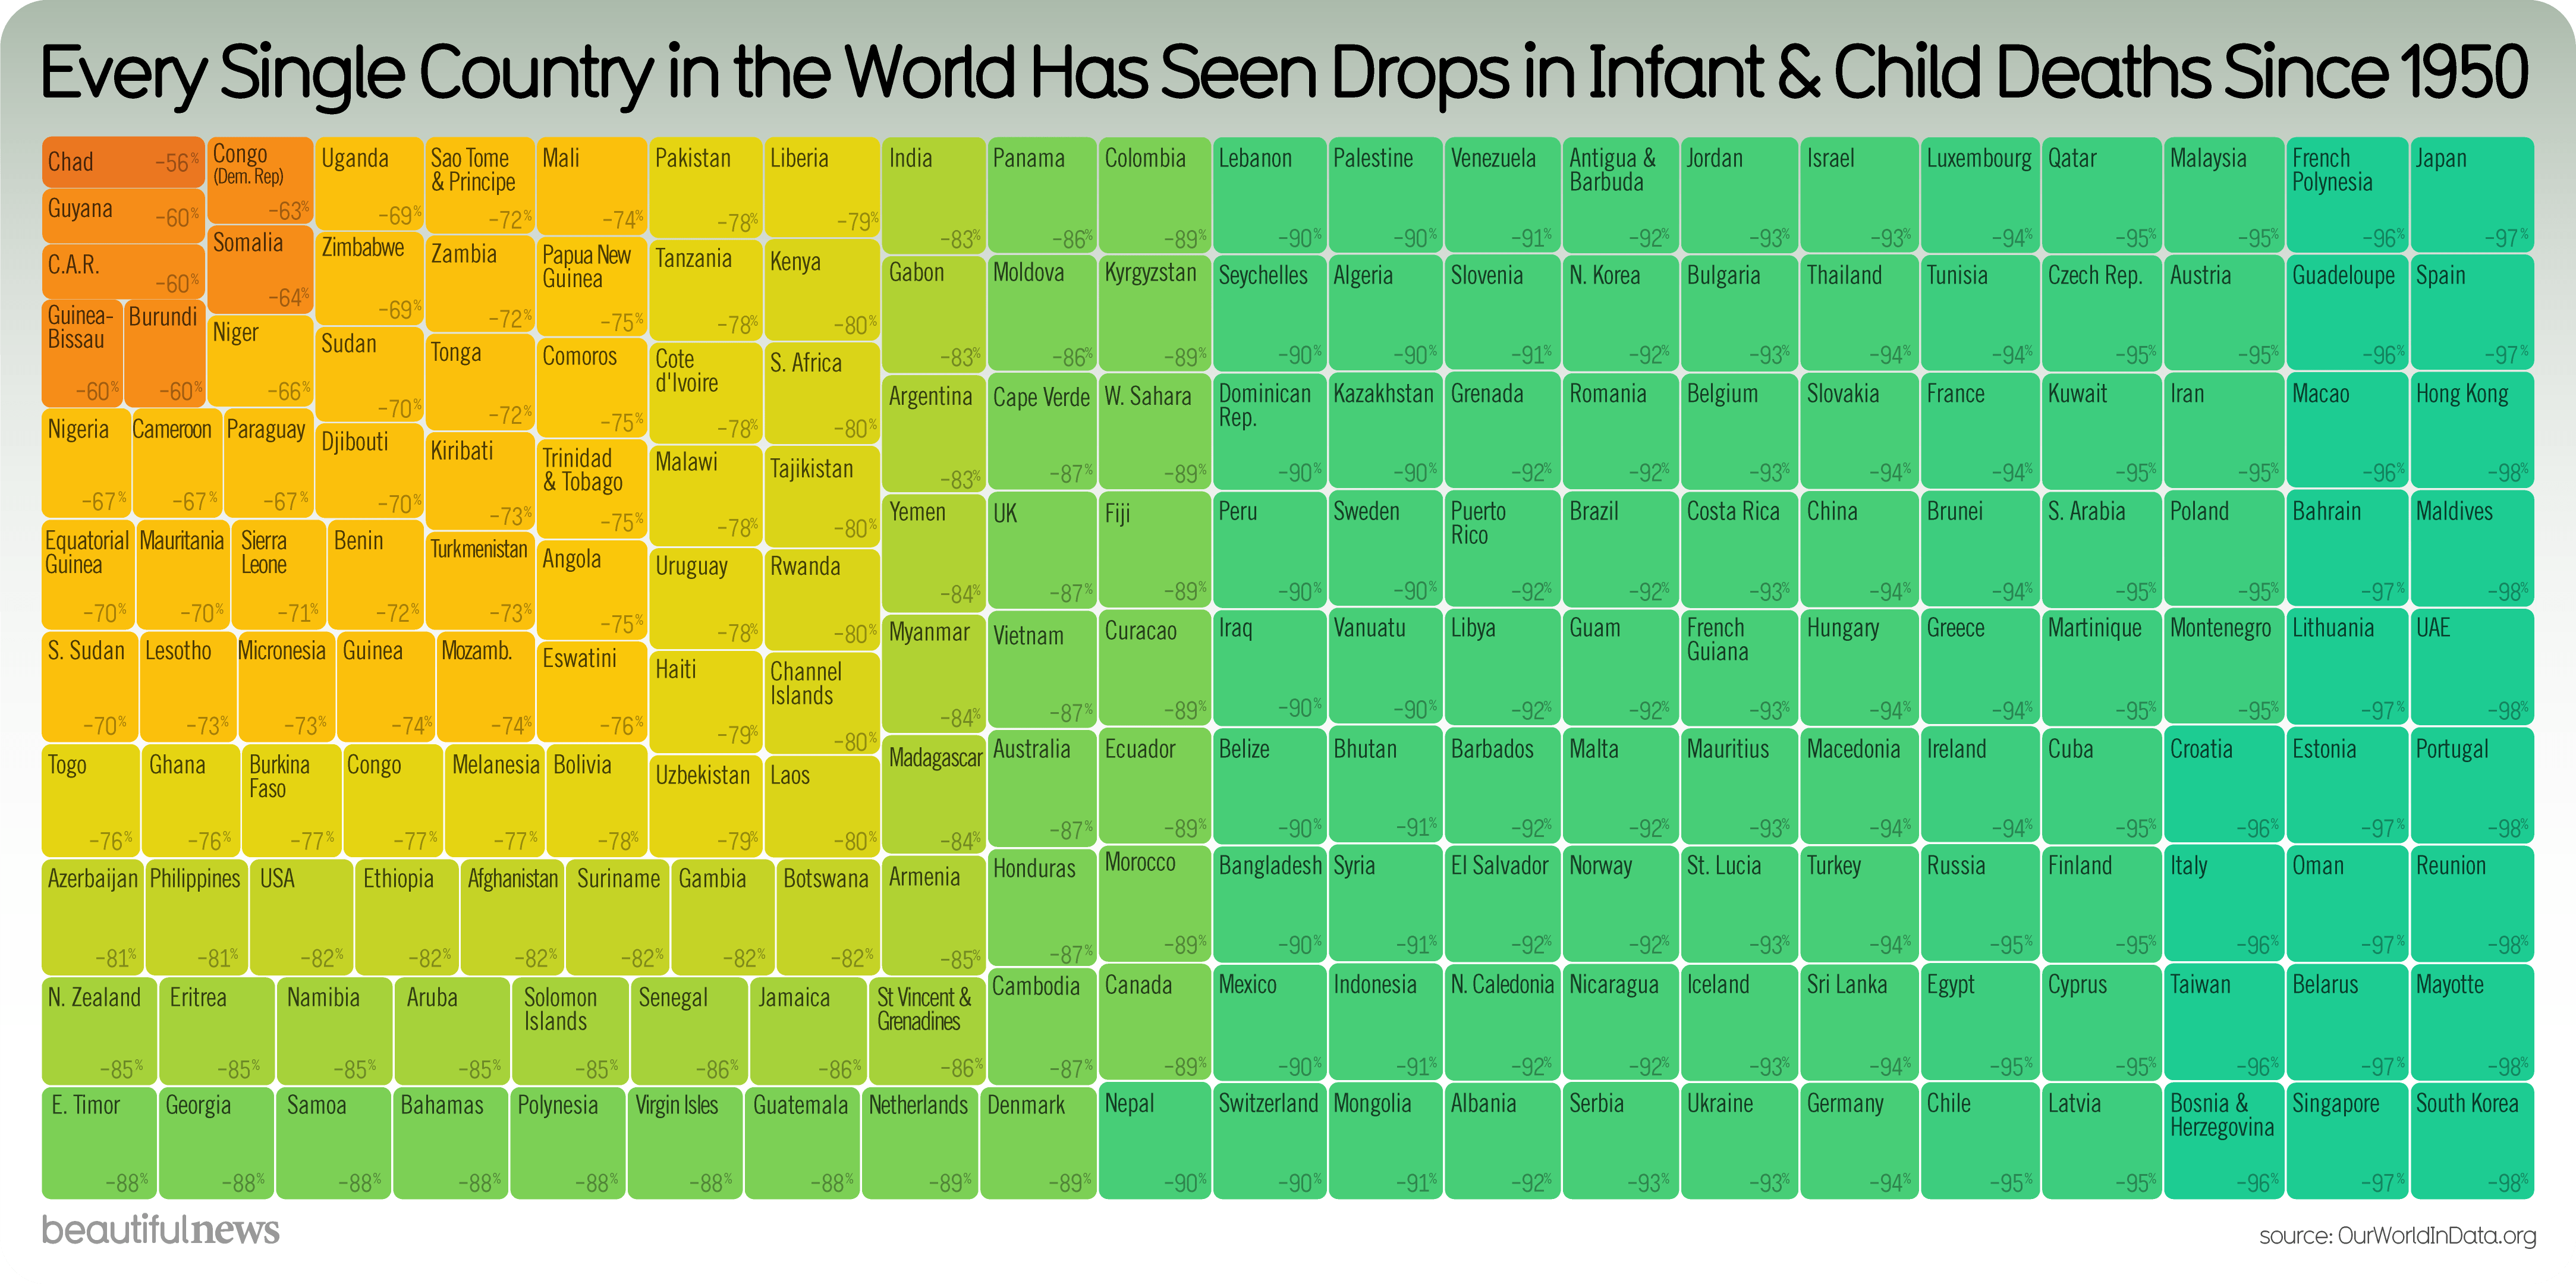 Every Single Country in the World Has Seen Drops in Infant & Child Deaths Since 1950
Chad -56%
Guyana -60%
C.A.R. -60%
Guinea-
Bissau
-60%
Burundi
-60%
Congo
(Dem. Rep)
-63%
Somalia
-64%
Niger
-66%
Nigeria
-67%
Cameroon
-67%
Paraguay
-67%
Uganda
-69%
Zimbabwe
-69%
Sudan
-70%
Djibouti
-70%
Equatorial
Guinea
-70%
Mauritania
-70%
Sierra
Leone
-71%
Benin
-72%
Sao Tome
& Principe
-72%
Zambia
-72%
Tonga
-72%
Kiribati
-73%
Turkmenistan
-73%
S. Sudan
-70%
Lesotho
-73%
Micronesia
-73%
Guinea
-74%
Mozamb.
-74%
Mali
-74%
Papua New
Guinea
-75%
Comoros
-75%
Trinidad
& Tobago
-75%
Angola
-75%
Eswatini
-76%
Togo
-76%
Ghana
-76%
Burkina
Faso
-77%
Congo
-77%
Melanesia
-77%
Bolivia
-78%
Pakistan
-78%
Tanzania
-78%
Cote
d'Ivoire
-78%
Malawi
-78%
Uruguay
-78%
Haiti
-79%
Uzbekistan
-79%
Liberia
-79%
Kenya
-80%
S. Africa
-80%
Tajikistan
-80%
Rwanda
-80%
Channel
Islands
-80%
Laos
-80%
Azerbaijan
-81%
Philippines
-81%
USA
-82%
Ethiopia
-82%
Afghanistan
-82%
Suriname
-82%
Gambia
-82%
Botswana
-82%
India
-83%
Gabon
-83%
Argentina
-83%
Yemen
-84%
Myanmar
-84%
Madagascar
-84%
Armenia
-85%
N. Zealand
-85%
Eritrea
-85%
Namibia
-85%
Aruba
-85%
Solomon
Islands
-85%
Senegal
-86%
Jamaica
-86%
St Vincent &
Grenadines
-86%
Panama
-86%
Moldova
-86%
Cape Verde
-87%
UK
-87%
Vietnam
-87%
Australia
-87%
Honduras
-87%
Cambodia
-87%
E. Timor
-88%
Georgia
-88%
Samoa
-88%
Bahamas
-88%
Polynesia
-88%
Virgin Isles
-88%
Guatemala
-88%
Netherlands
-89%
Denmark
-89%
Colombia
-89%
Kyrgyzstan
-89%
W. Sahara
-89%
Fiji
-89%
Curacao
-89%
Ecuador
-89%
Morocco
-89%
Canada
-89%
Nepal
-90%
Lebanon
-90%
Seychelles
-90%
Dominican
Rep.
-90%
Peru
-90%
Iraq
-90%
Belize
-90%
Bangladesh
-90%
Mexico
-90%
Switzerland
-90%
Palestine
-90%
Algeria
-90%
Kazakhstan
-90%
Sweden
-90%
Vanuatu
-90%
Bhutan
-91%
Syria
-91%
Indonesia
-91%
Mongolia
-91%
Venezuela
-91%
Slovenia
-91%
Grenada
-92%
Puerto
Rico
-92%
Libya
-92%
Barbados
-92%
El Salvador
-92%
N. Caledonia
-92%
Albania
-92%
Antigua &
Barbuda
-92%
N. Korea
-92%
Romania
-92%
Brazil
-92%
Guam
-92%
Malta
-92%
Norway
-92%
Nicaragua
-92%
Serbia
-93%
Jordan
-93%
Bulgaria
-93%
Belgium
-93%
Costa Rica
-93%
French
Guiana
-93%
Mauritius
-93%
St. Lucia
-93%
Iceland
-93%
Ukraine
-93%
Israel
-93%
Thailand
-94%
Slovakia
-94%
China
-94%
Hungary
-94%
Macedonia
-94%
Turkey
-94%
Sri Lanka
-94%
Germany
-94%
Luxembourg
-94%
Tunisia
-94%
France
-94%
Brunei
-94%
Greece
-94%
Ireland
-94%
Russia
-95%
Egypt
-95%
Chile
-95%
Qatar
-95%
Czech Rep.
-95%
Kuwait
-95%
S. Arabia
-95%
Martinique
-95%
Cuba
-95%
Finland
-95%
Cyprus
-95%
Latvia
-95%
Malaysia
-95%
Austria
-95%
Iran
-95%
Poland
-95%
Montenegro
-95%
Croatia
-96%
Italy
-96%
Taiwan
-96%
Bosnia &
Herzegovina
-96%
French
Polynesia
-96%
Guadeloupe
-96%
Macao
-96%
Bahrain
-97%
Lithuania
-97%
Estonia
-97%
Oman
-97%
Belarus
-97%
Singapore
-97%
Japan
-97%
Spain
-97%
Hong Kong
-98%
Maldives
-98%
UAE
-98%
Portugal
-98%
Reunion
-98%
Mayotte
-98%
South Korea
-98%
beautifulnews
source: OurWorldInData.org